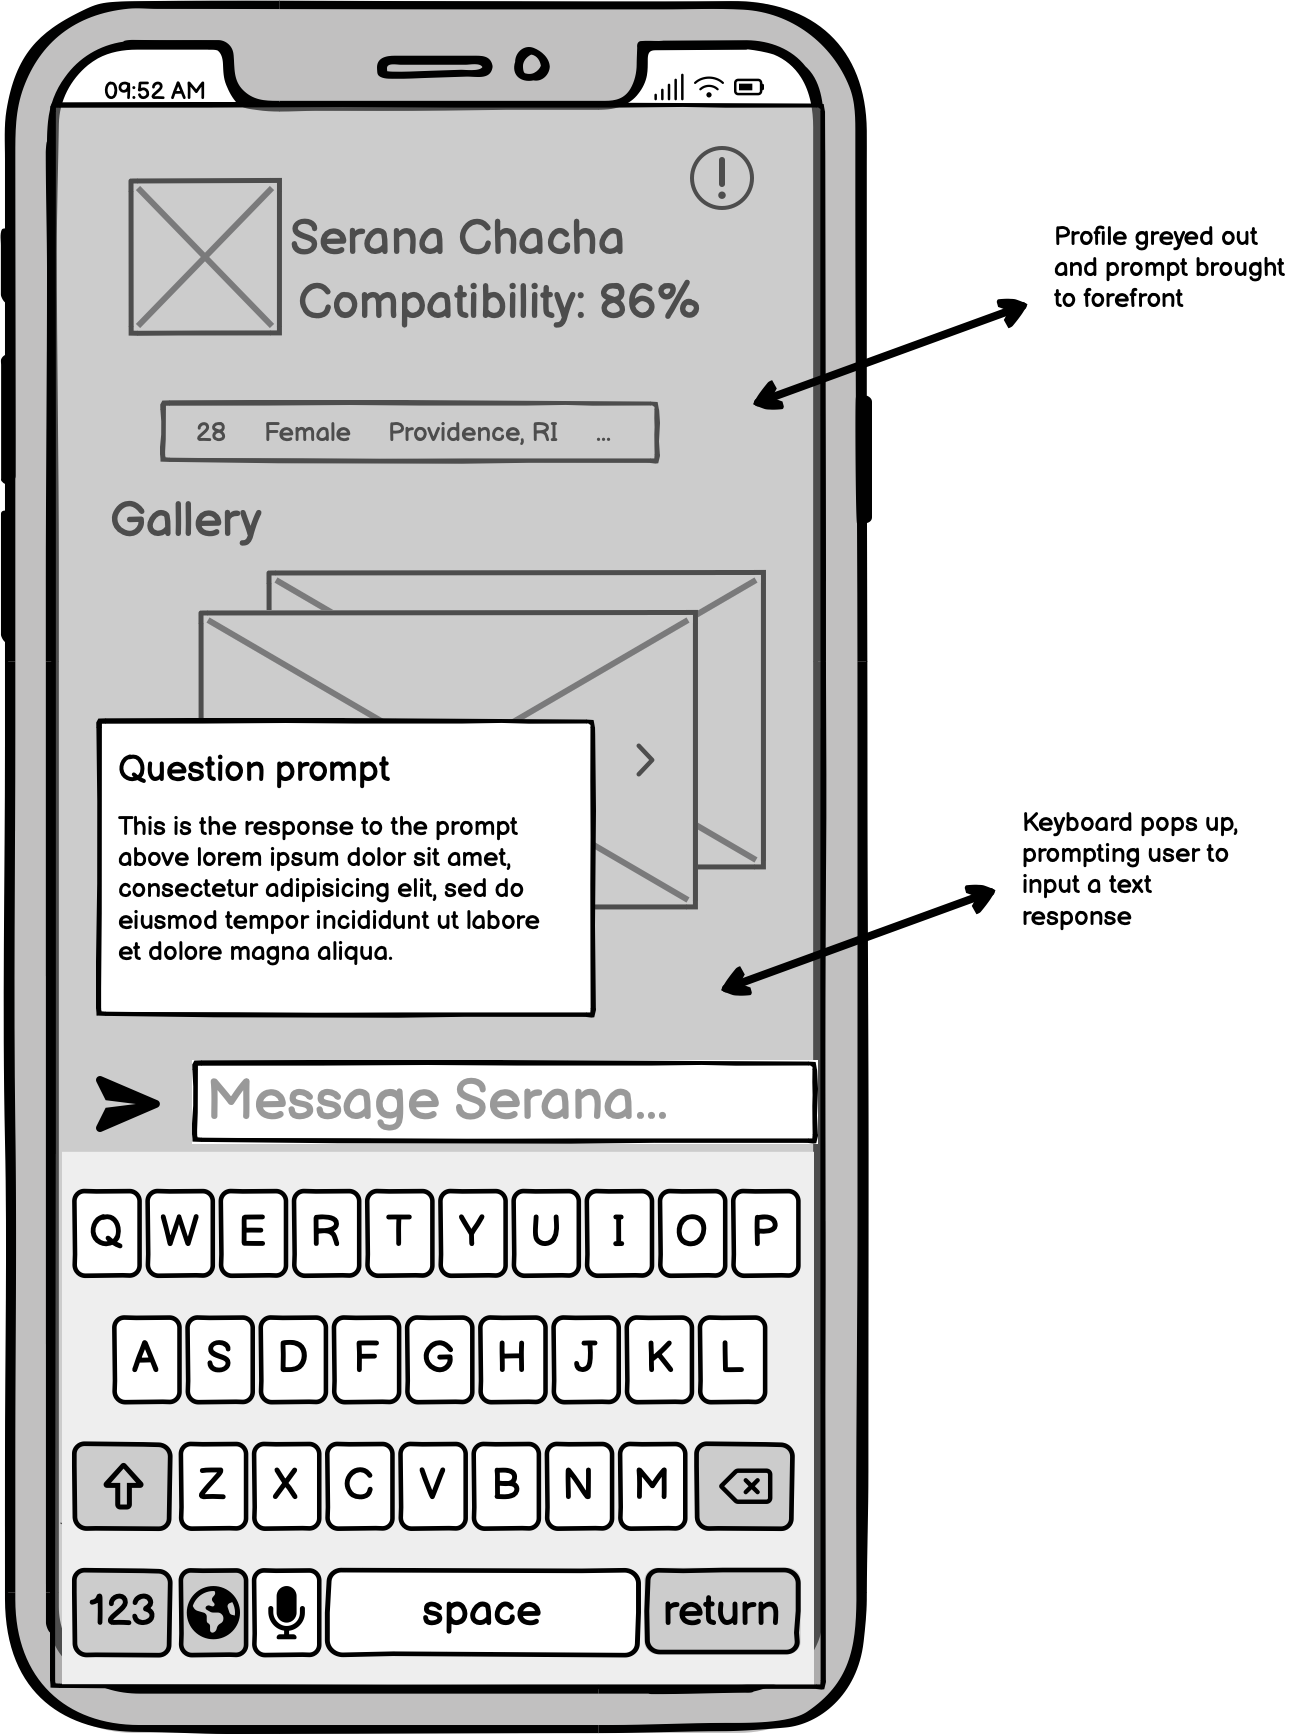 09:52 AM
Serana Chacha
Compatibility: 86%
28 Female Providence, RI ...
Gallery
Question prompt
This is the response to the prompt
above lorem ipsum dolor sit amet,
consectetur adipisicing elit, sed do
eiusmod tempor incididunt ut labore
et dolore magna aliqua.
Message Serana...
Q W E R T Y U I O P
A S D F G H J K L
Z X C V B N M
123 space return
Profile greyed out
and prompt brought
to forefront
Keyboard pops up,
prompting user to
input a text
response